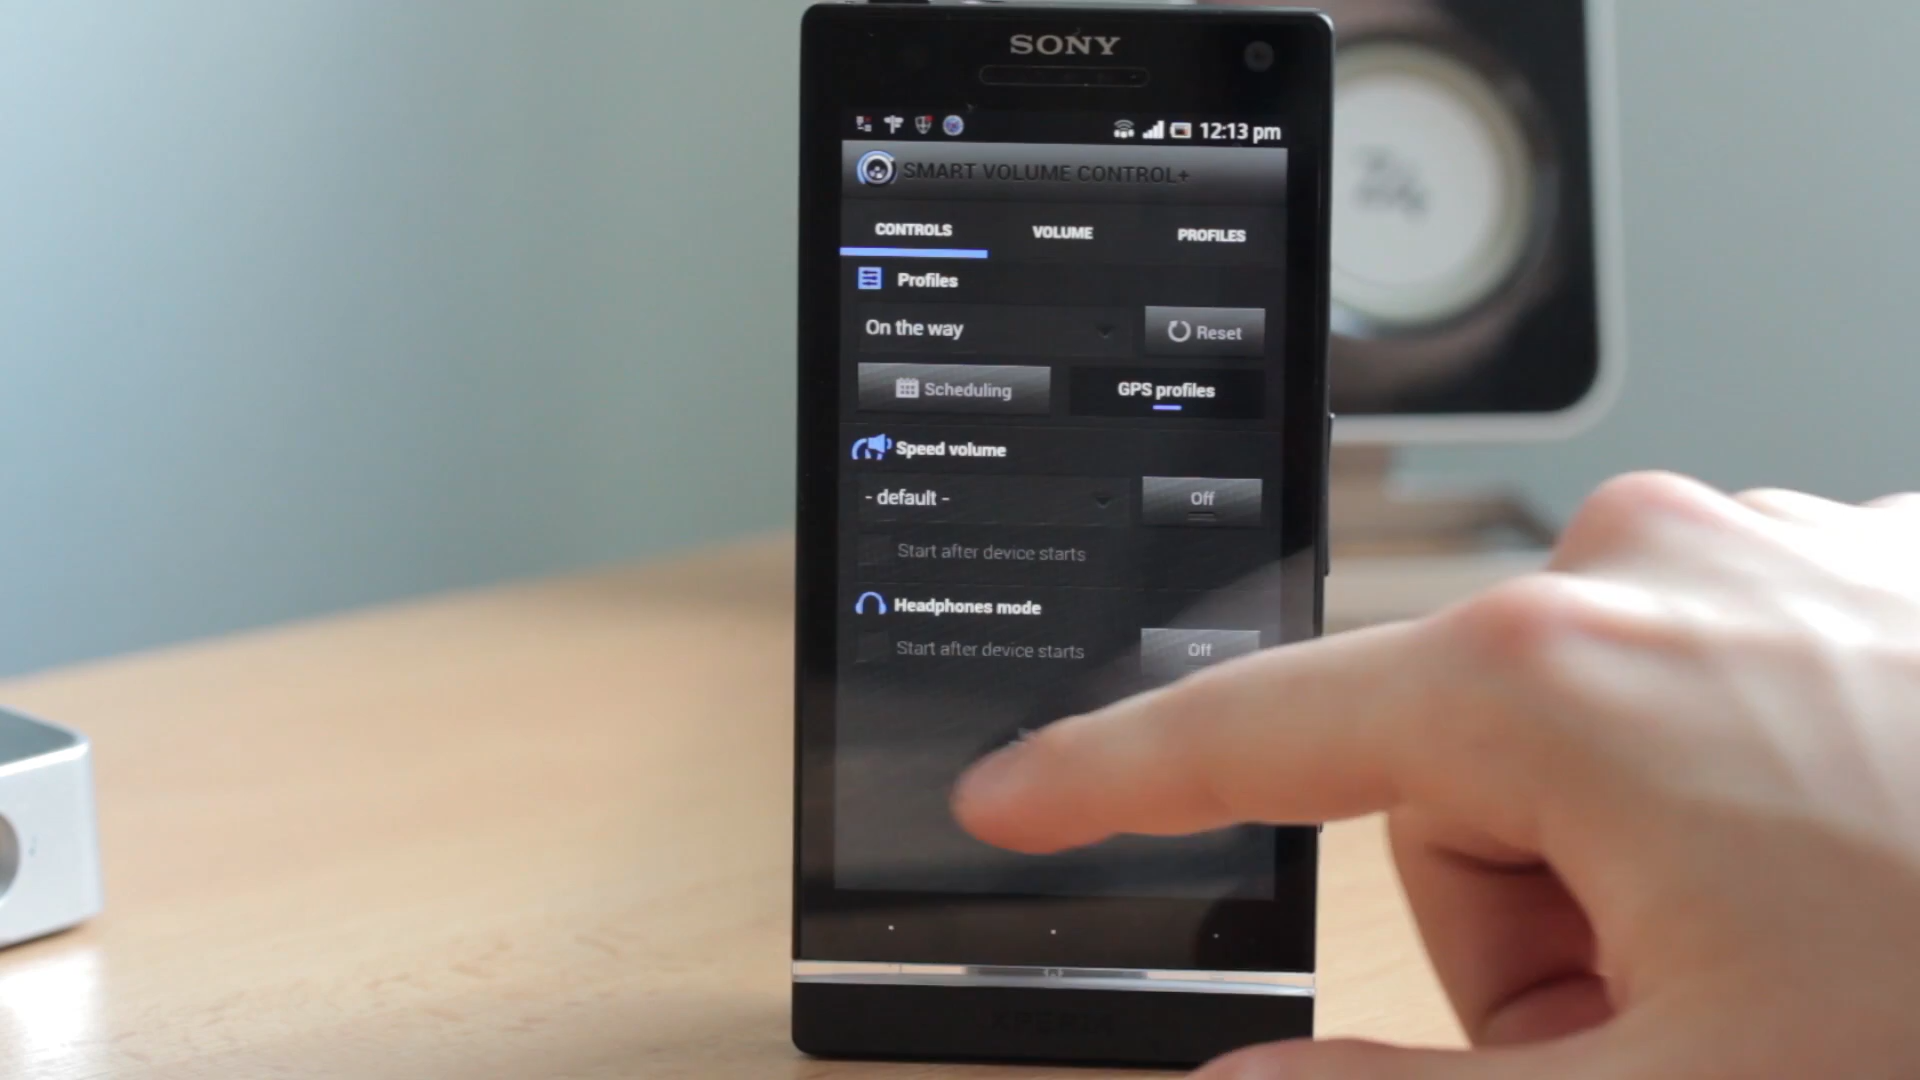 SONY
12:13 pm
SMART VOLUME CONTROL+
CONTROLS VOLUME PROFILES
Profiles
On the way Reset
Scheduling GPS profiles
Speed volume
- default - Off
Start after device starts
Headphones mode
Start after device starts Off
XPERIA